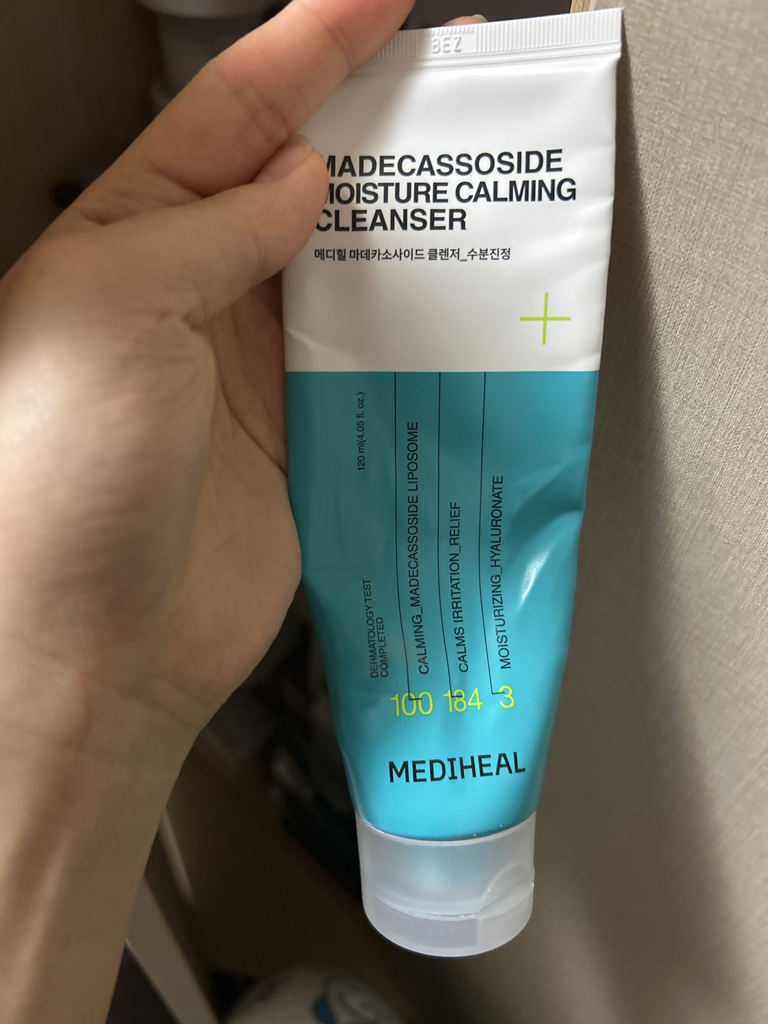 BEZ
MADECASSOSIDE
MOISTURE CALMING
CLEANSER
메디힐 마데카소사이드 클렌저_수분진정
120 ml(4.05 fl. oz.)
DERMATOLOGY TEST
COMPLETED
CALMING_MADECASSOSIDE LIPOSOME
CALMS IRRITATION_RELIEF
MOISTURIZING_HYALURONATE
100 184 3
MEDIHEAL